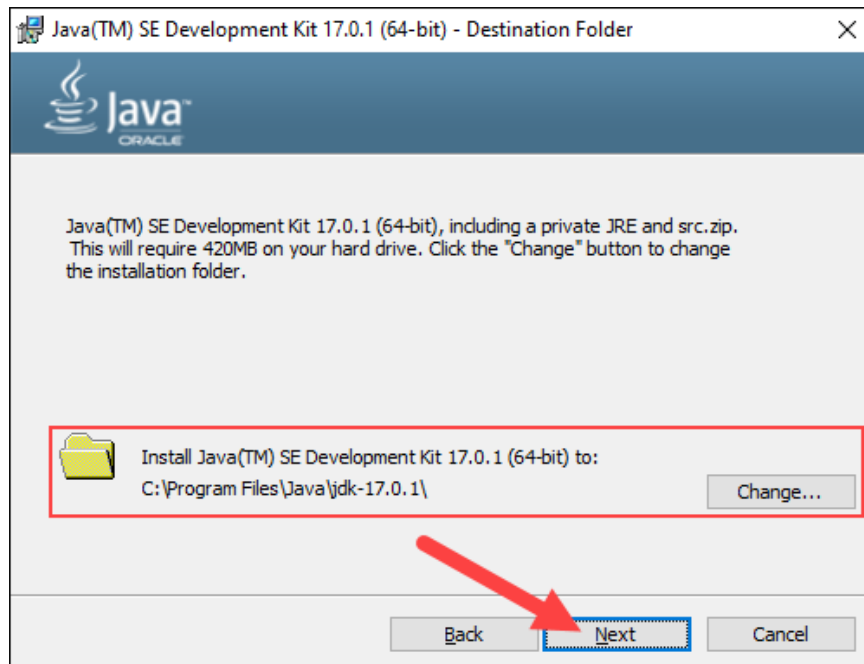 Java(TM) SE Development Kit 17.0.1 (64-bit) - Destination Folder
Java™
ORACLE
Java(TM) SE Development Kit 17.0.1 (64-bit), including a private JRE and src.zip.
This will require 420MB on your hard drive. Click the "Change" button to change
the installation folder.
Install Java(TM) SE Development Kit 17.0.1 (64-bit) to:
C:\Program Files\Java\jdk-17.0.1\
Change...
Back
Next
Cancel